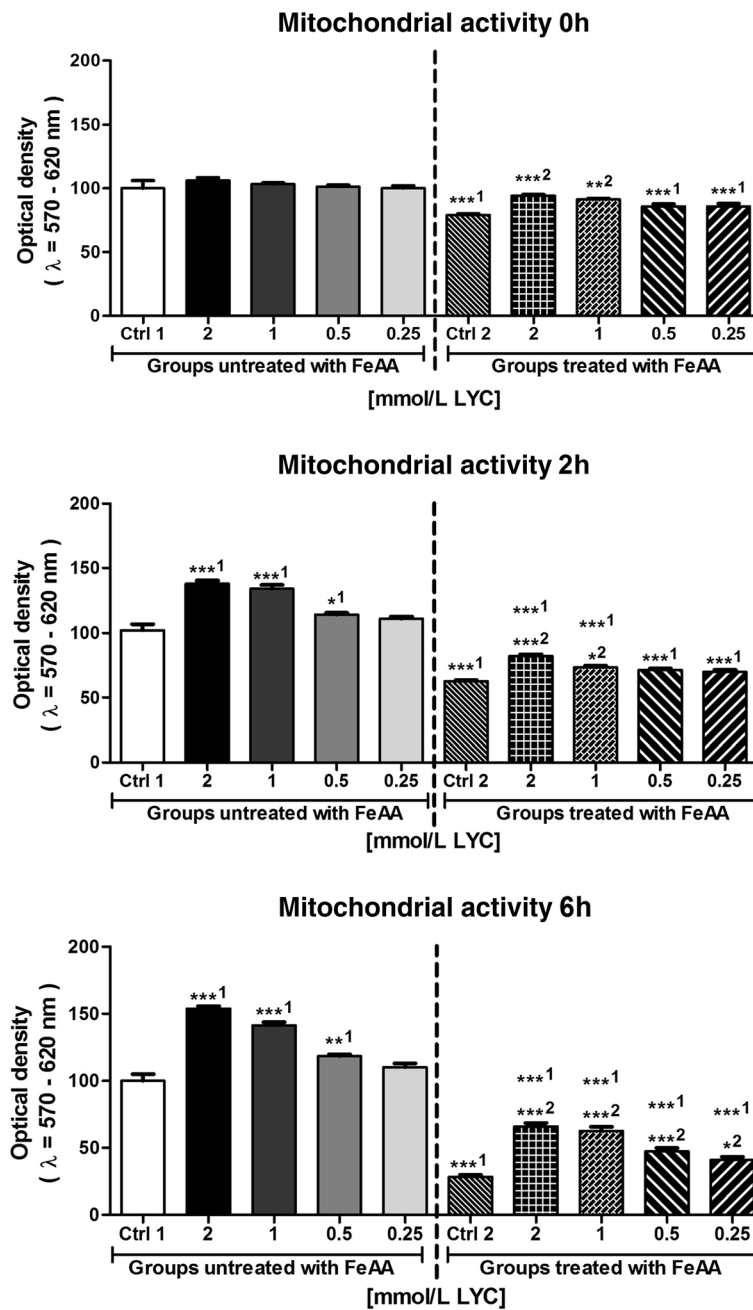 Mitochondrial activity 0h
Optical density
( λ = 570 - 620 nm )
200
150
100
50
0
***1
***2
**2
***1
***1
Ctrl 1 2 1 0.5 0.25 Ctrl 2 2 1 0.5 0.25
Groups untreated with FeAA Groups treated with FeAA
[mmol/L LYC]
Mitochondrial activity 2h
Optical density
( λ = 570 - 620 nm )
200
150
100
50
0
***1 ***1 *1
***1 ***1
***1 ***2 *2 ***1 ***1
Ctrl 1 2 1 0.5 0.25 Ctrl 2 2 1 0.5 0.25
Groups untreated with FeAA Groups treated with FeAA
[mmol/L LYC]
Mitochondrial activity 6h
Optical density
( λ = 570 - 620 nm )
200
150
100
50
0
***1 ***1 **1
***1 ***1 ***1 ***1
***1 ***2 ***2 ***2 *2
Ctrl 1 2 1 0.5 0.25 Ctrl 2 2 1 0.5 0.25
Groups untreated with FeAA Groups treated with FeAA
[mmol/L LYC]